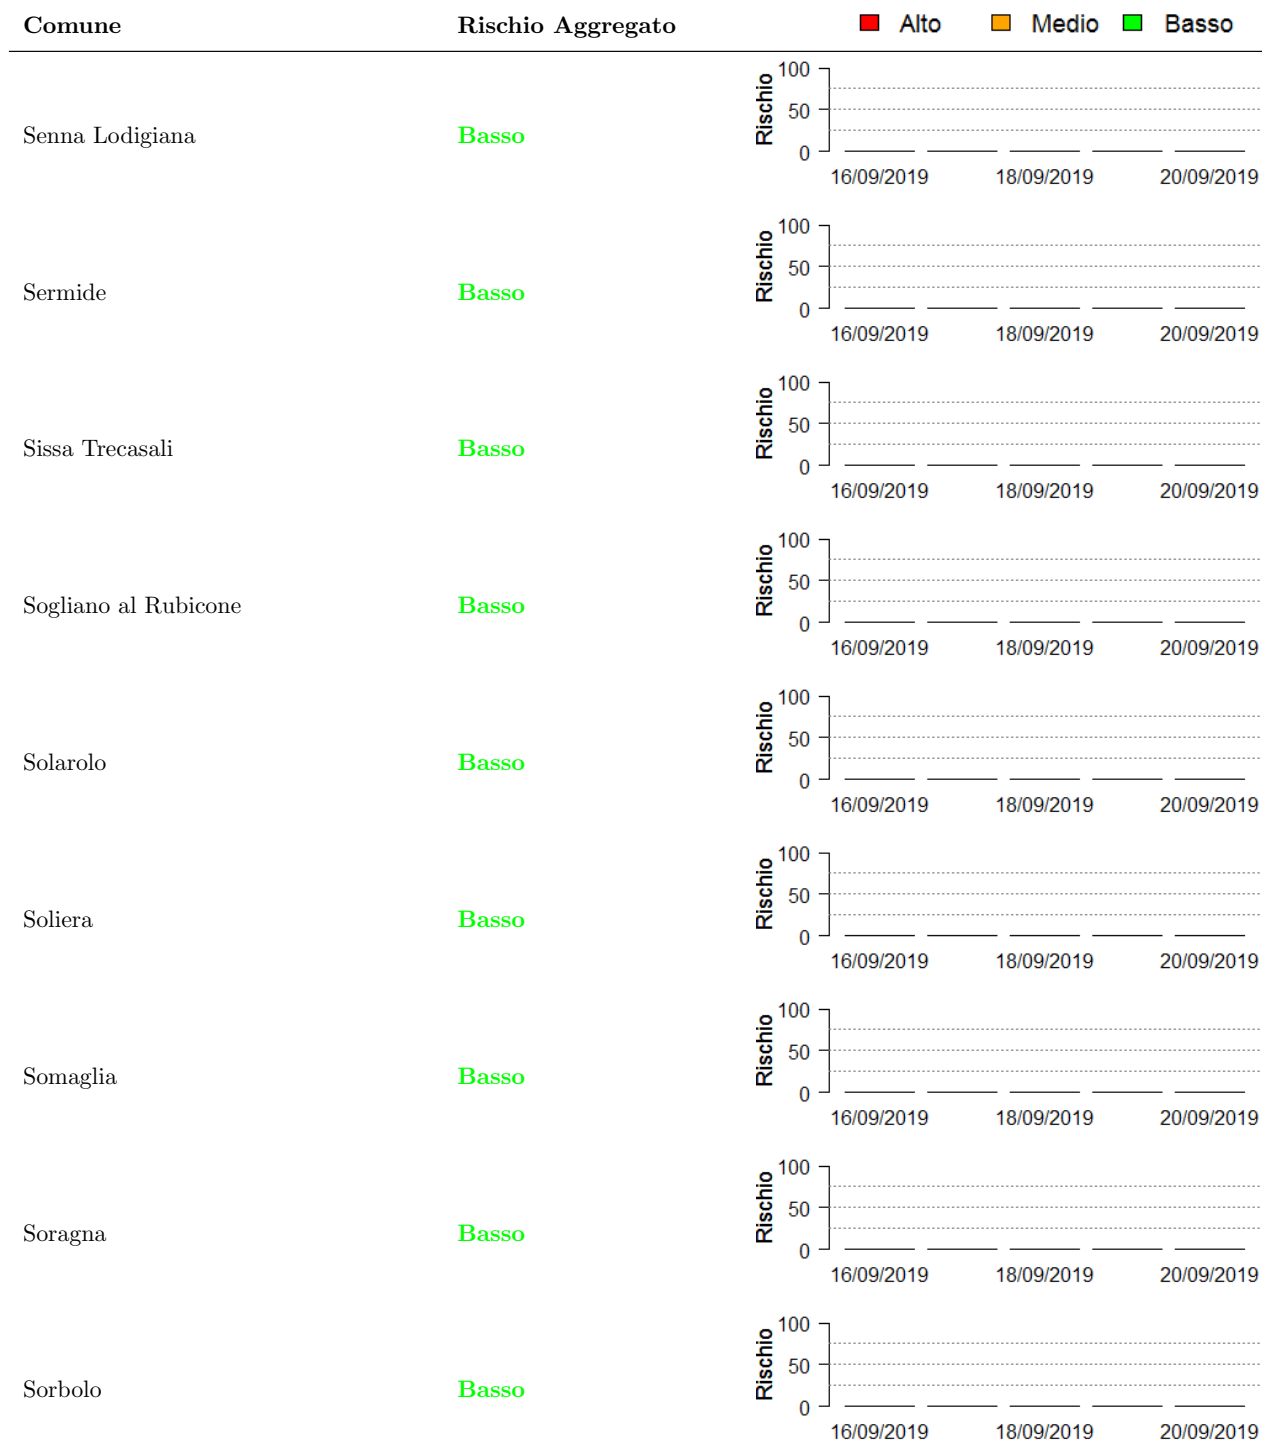 Comune Rischio Aggregato Alto Medio Basso
Senna Lodigiana Basso
Rischio
100
50
0
16/09/2019 18/09/2019 20/09/2019
Sermide Basso
Rischio
100
50
0
16/09/2019 18/09/2019 20/09/2019
Sissa Trecasali Basso
Rischio
100
50
0
16/09/2019 18/09/2019 20/09/2019
Sogliano al Rubicone Basso
Rischio
100
50
0
16/09/2019 18/09/2019 20/09/2019
Solarolo Basso
Rischio
100
50
0
16/09/2019 18/09/2019 20/09/2019
Soliera Basso
Rischio
100
50
0
16/09/2019 18/09/2019 20/09/2019
Somaglia Basso
Rischio
100
50
0
16/09/2019 18/09/2019 20/09/2019
Soragna Basso
Rischio
100
50
0
16/09/2019 18/09/2019 20/09/2019
Sorbolo Basso
Rischio
100
50
0
16/09/2019 18/09/2019 20/09/2019